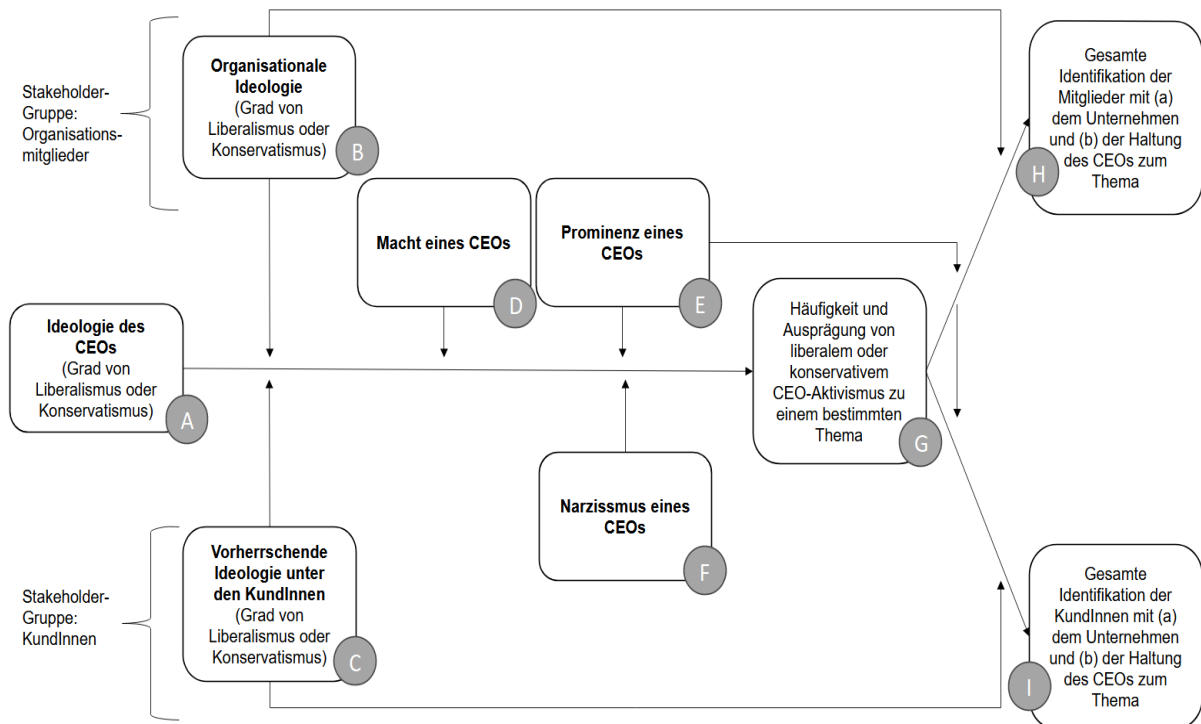 Stakeholder-
Gruppe:
Organisations-
mitglieder
Organisationale
Ideologie
(Grad von
Liberalismus oder
Konservatismus)
B
Gesamte
Identifikation der
Mitglieder mit (a)
dem Unternehmen
und (b) der Haltung
des CEOs zum
Thema
H
Macht eines CEOs
D
Prominenz eines
CEOs
E
Ideologie des
CEOs
(Grad von
Liberalismus oder
Konservatismus)
A
Häufigkeit und
Ausprägung von
liberalem oder
konservativem
CEO-Aktivismus zu
einem bestimmten
Thema
G
Narzissmus eines
CEOs
F
Stakeholder-
Gruppe:
KundInnen
Vorherrschende
Ideologie unter
den KundInnen
(Grad von
Liberalismus oder
Konservatismus)
C
Gesamte
Identifikation der
KundInnen mit (a)
dem Unternehmen
und (b) der Haltung
des CEOs zum
Thema
I